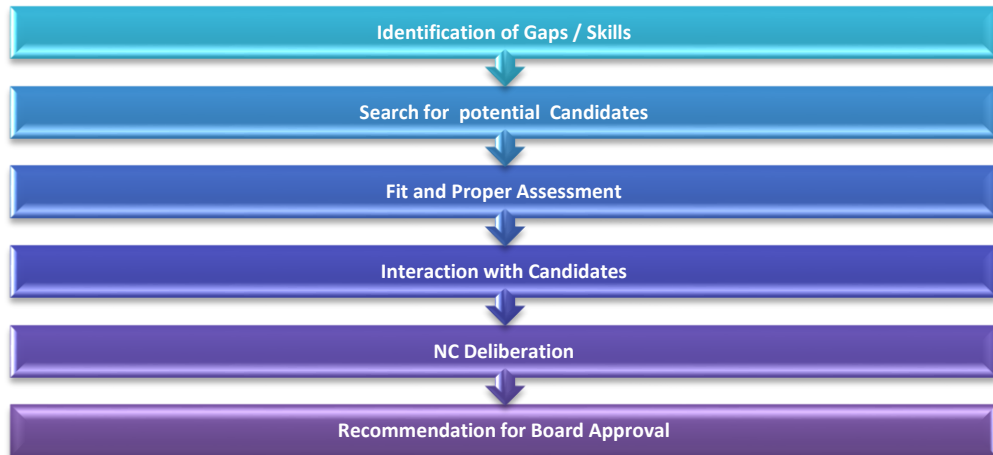 Identification of Gaps / Skills
Search for potential Candidates
Fit and Proper Assessment
Interaction with Candidates
NC Deliberation
Recommendation for Board Approval